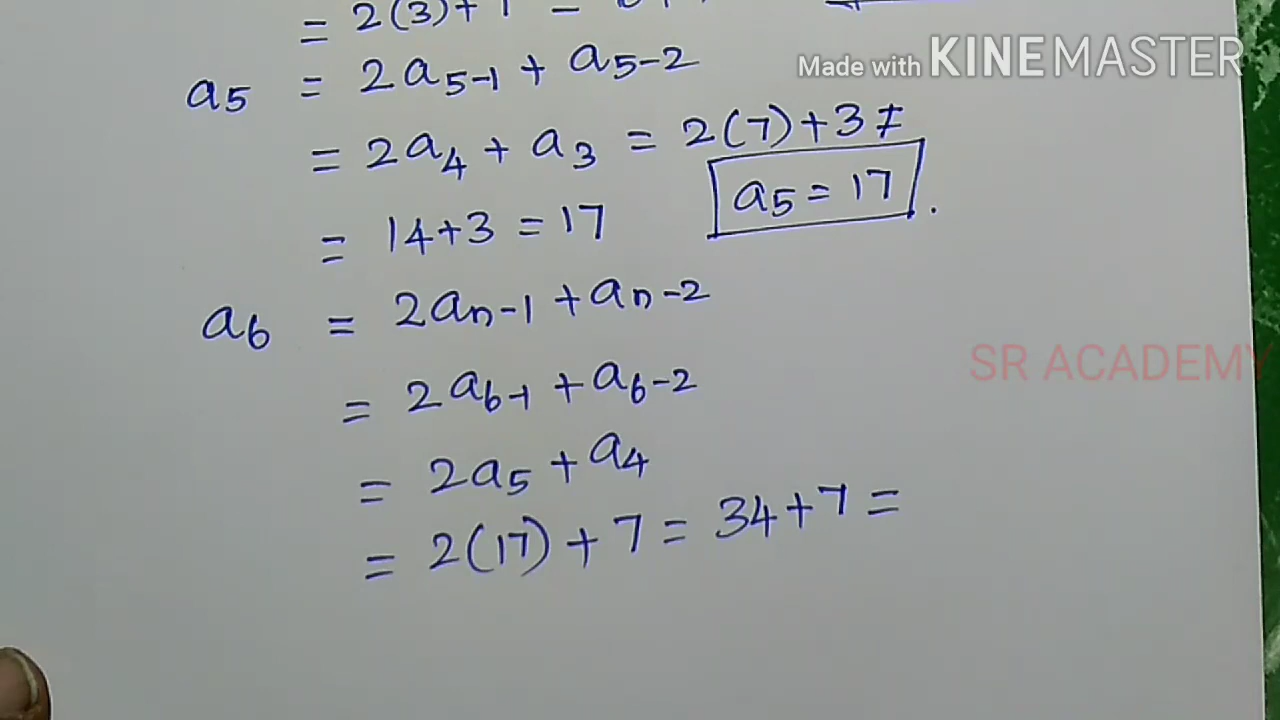 = 2(3)+1 =
a5 = 2a5-1 + a5-2
Made with KINEMASTER
= 2a4 + a3 = 2(7)+3
a5 = 17.
= 14+3 = 17
a6 = 2an-1 + an-2
SR ACADEMY
= 2a6-1 + a6-2
= 2a5 + a4
= 2(17) + 7 = 34+7 =